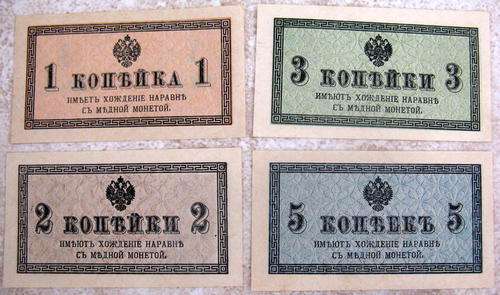 1 КОПѢЙКА 1
ИМѢЕТЪ ХОЖДЕНІЕ НАРАВНѢ
СЪ МѢДНОЙ МОНЕТОЙ.
3 КОПѢЙКИ 3
ИМѢЮТЪ ХОЖДЕНІЕ НАРАВНѢ
СЪ МѢДНОЙ МОНЕТОЙ.
2 КОПѢЙКИ 2
ИМѢЮТЪ ХОЖДЕНІЕ НАРАВНѢ
СЪ МѢДНОЙ МОНЕТОЙ.
5 КОПѢЕКЪ 5
ИМѢЮТЪ ХОЖДЕНІЕ НАРАВНѢ
СЪ МѢДНОЙ МОНЕТОЙ.